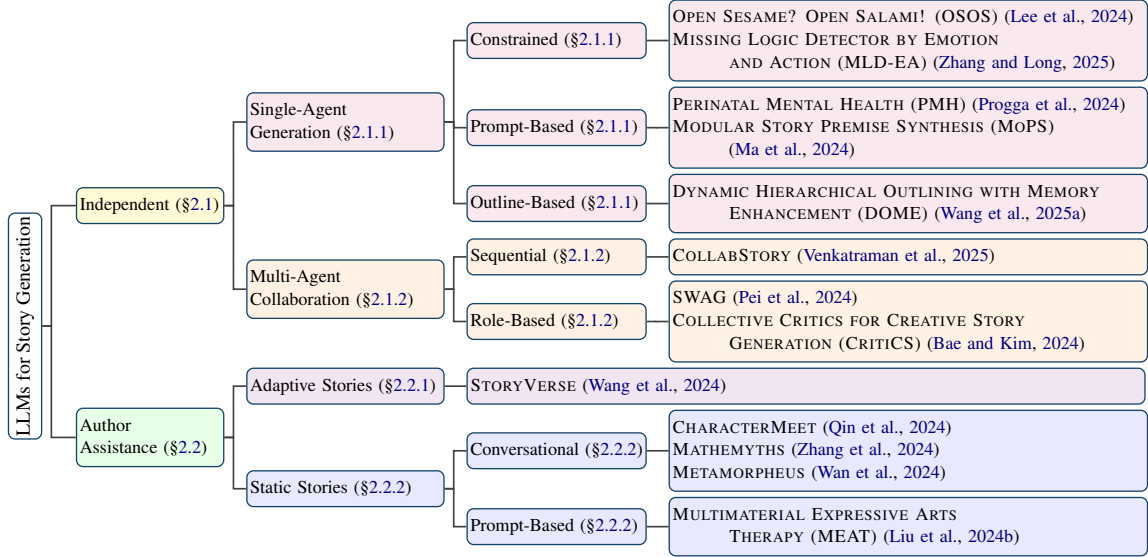 LLMs for Story Generation
Independent (§2.1)
Single-Agent
Generation (§2.1.1)
Constrained (§2.1.1)
OPEN SESAME? OPEN SALAMI! (OSOS) (Lee et al., 2024)
MISSING LOGIC DETECTOR BY EMOTION
AND ACTION (MLD-EA) (Zhang and Long, 2025)
Prompt-Based (§2.1.1)
PERINATAL MENTAL HEALTH (PMH) (Progga et al., 2024)
MODULAR STORY PREMISE SYNTHESIS (MOPS)
(Ma et al., 2024)
Outline-Based (§2.1.1)
DYNAMIC HIERARCHICAL OUTLINING WITH MEMORY
ENHANCEMENT (DOME) (Wang et al., 2025a)
Multi-Agent
Collaboration (§2.1.2)
Sequential (§2.1.2)
COLLABSTORY (Venkatraman et al., 2025)
Role-Based (§2.1.2)
SWAG (Pei et al., 2024)
COLLECTIVE CRITICS FOR CREATIVE STORY
GENERATION (CRITICS) (Bae and Kim, 2024)
Author
Assistance (§2.2)
Adaptive Stories (§2.2.1)
STORYVERSE (Wang et al., 2024)
Static Stories (§2.2.2)
Conversational (§2.2.2)
CHARACTERMEET (Qin et al., 2024)
MATHEMYTHS (Zhang et al., 2024)
METAMORPHEUS (Wan et al., 2024)
Prompt-Based (§2.2.2)
MULTIMATERIAL EXPRESSIVE ARTS
THERAPY (MEAT) (Liu et al., 2024b)